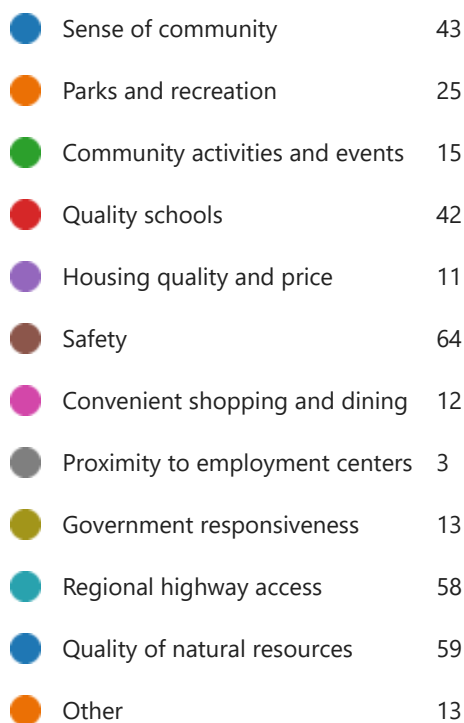 Sense of community 43
Parks and recreation 25
Community activities and events 15
Quality schools 42
Housing quality and price 11
Safety 64
Convenient shopping and dining 12
Proximity to employment centers 3
Government responsiveness 13
Regional highway access 58
Quality of natural resources 59
Other 13